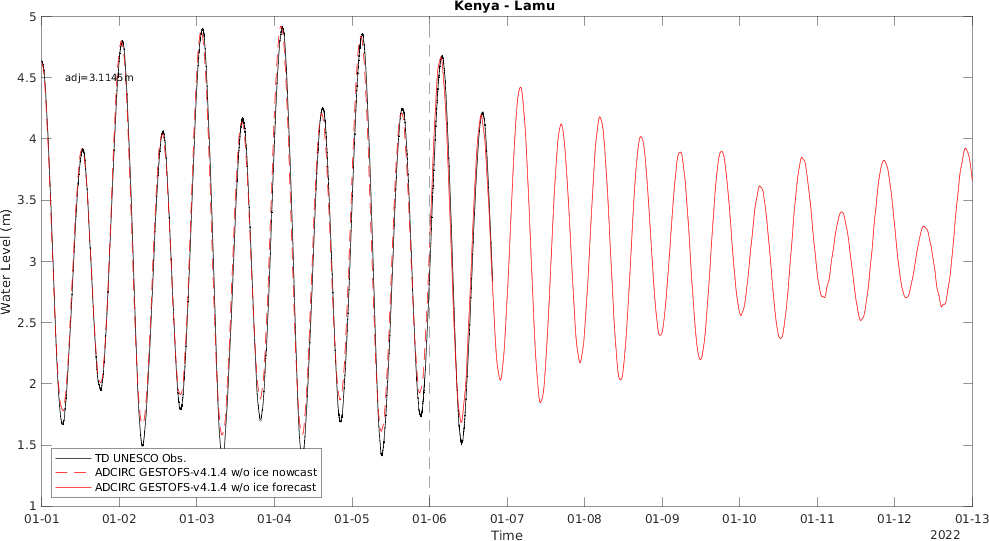 Kenya - Lamu
adj=3.1145m
Water Level (m)
5
4.5
4
3.5
3
2.5
2
1.5
1
TD UNESCO Obs.
ADCIRC GESTOFS-v4.1.4 w/o ice nowcast
ADCIRC GESTOFS-v4.1.4 w/o ice forecast
01-01 01-02 01-03 01-04 01-05 01-06 01-07 01-08 01-09 01-10 01-11 01-12 01-13
Time
2022